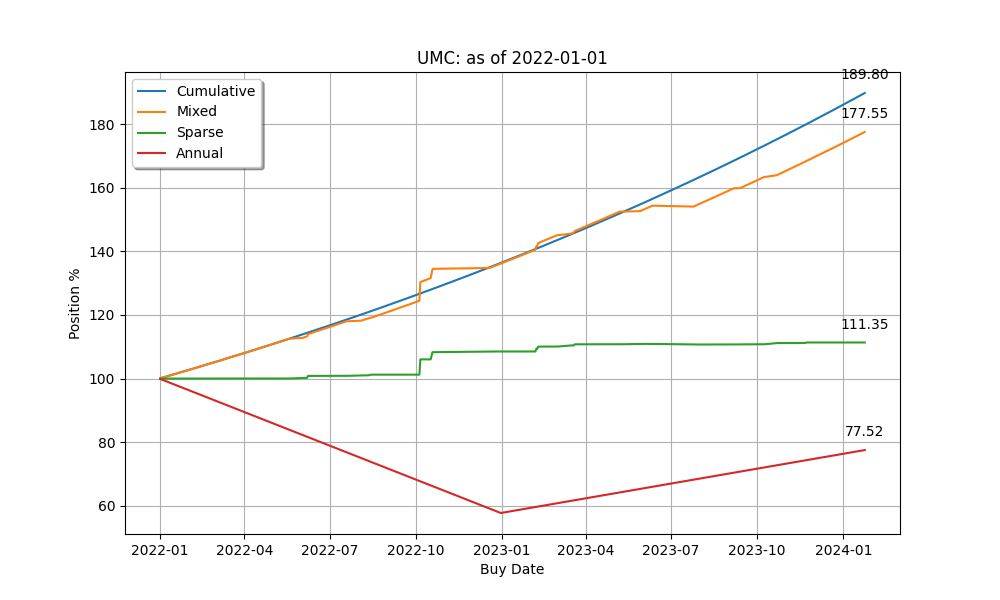 UMC: as of 2022-01-01
189.80
Cumulative
Mixed
Sparse
Annual
177.55
180
160
140
120
100
80
60
Position %
111.35
77.52
2022-01
2022-04
2022-07
2022-10
2023-01
2023-04
2023-07
2023-10
2024-01
Buy Date